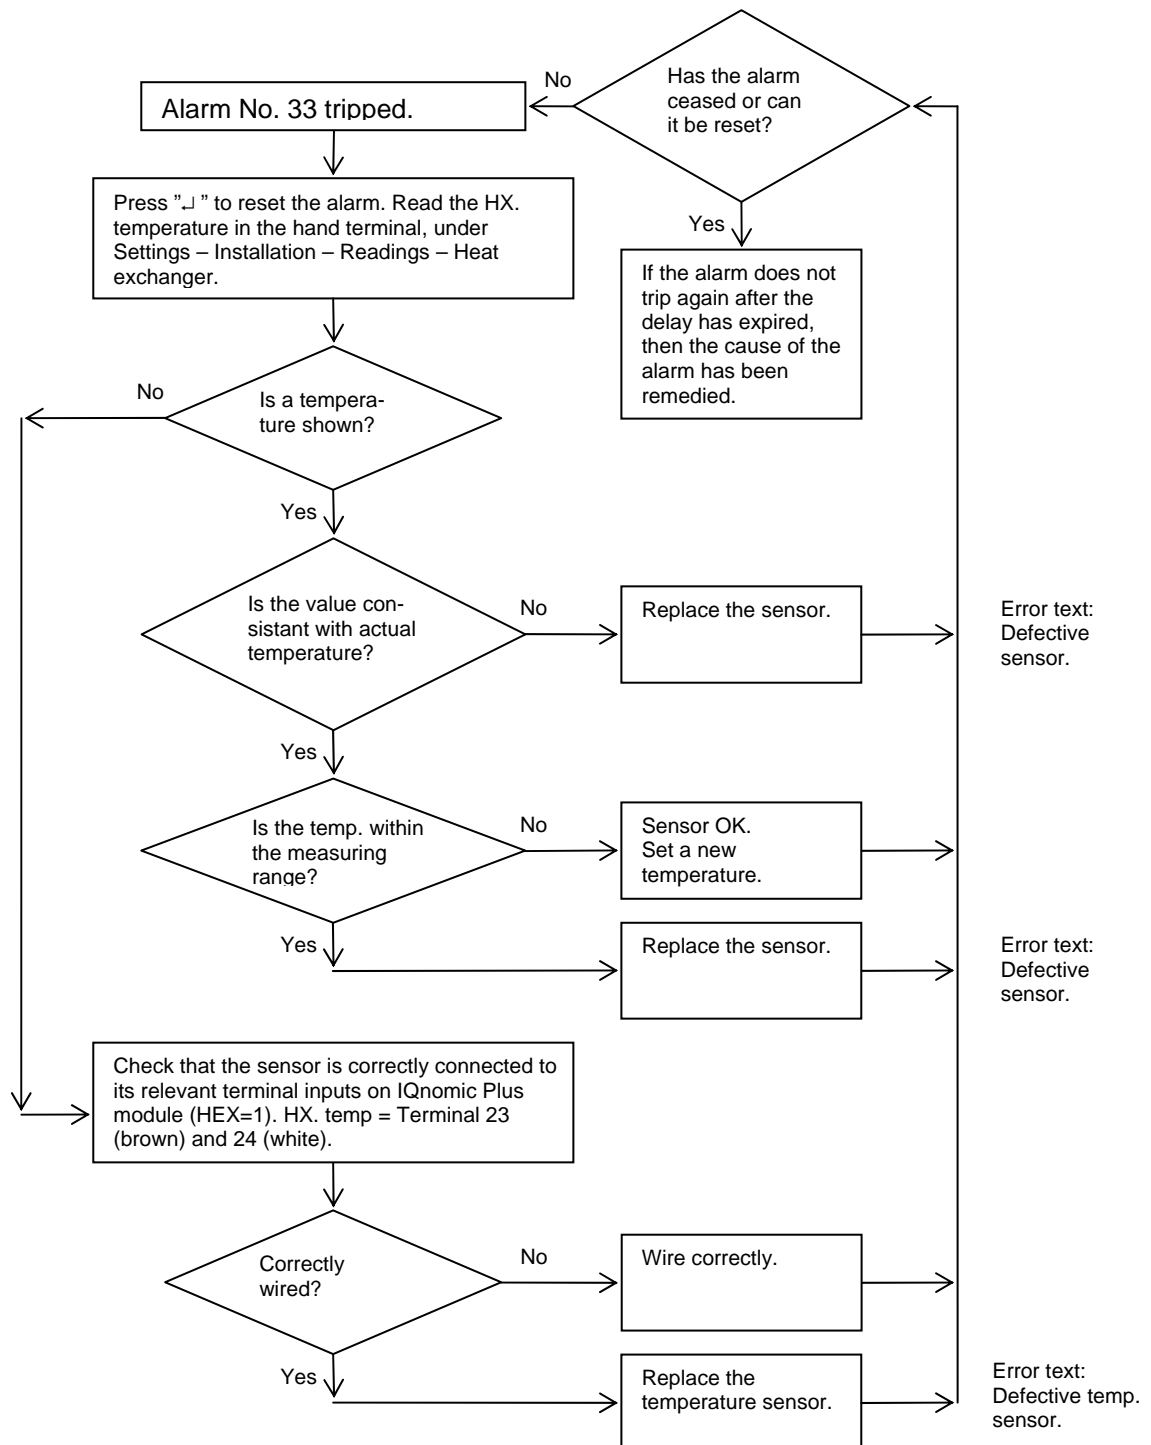 No
Has the alarm
ceased or can
it be reset?
Alarm No. 33 tripped.
Press ”↵ ” to reset the alarm. Read the HX.
temperature in the hand terminal, under
Settings – Installation – Readings – Heat
exchanger.
Yes
If the alarm does not
trip again after the
delay has expired,
then the cause of the
alarm has been
remedied.
No
Is a tempera-
ture shown?
Yes
Is the value con-
sistant with actual
temperature?
No
Replace the sensor.
Error text:
Defective
sensor.
Yes
Is the temp. within
the measuring
range?
No
Sensor OK.
Set a new
temperature.
Yes
Replace the sensor.
Error text:
Defective
sensor.
Check that the sensor is correctly connected to
its relevant terminal inputs on IQnomic Plus
module (HEX=1). HX. temp = Terminal 23
(brown) and 24 (white).
Correctly
wired?
No
Wire correctly.
Yes
Replace the
temperature sensor.
Error text:
Defective temp.
sensor.